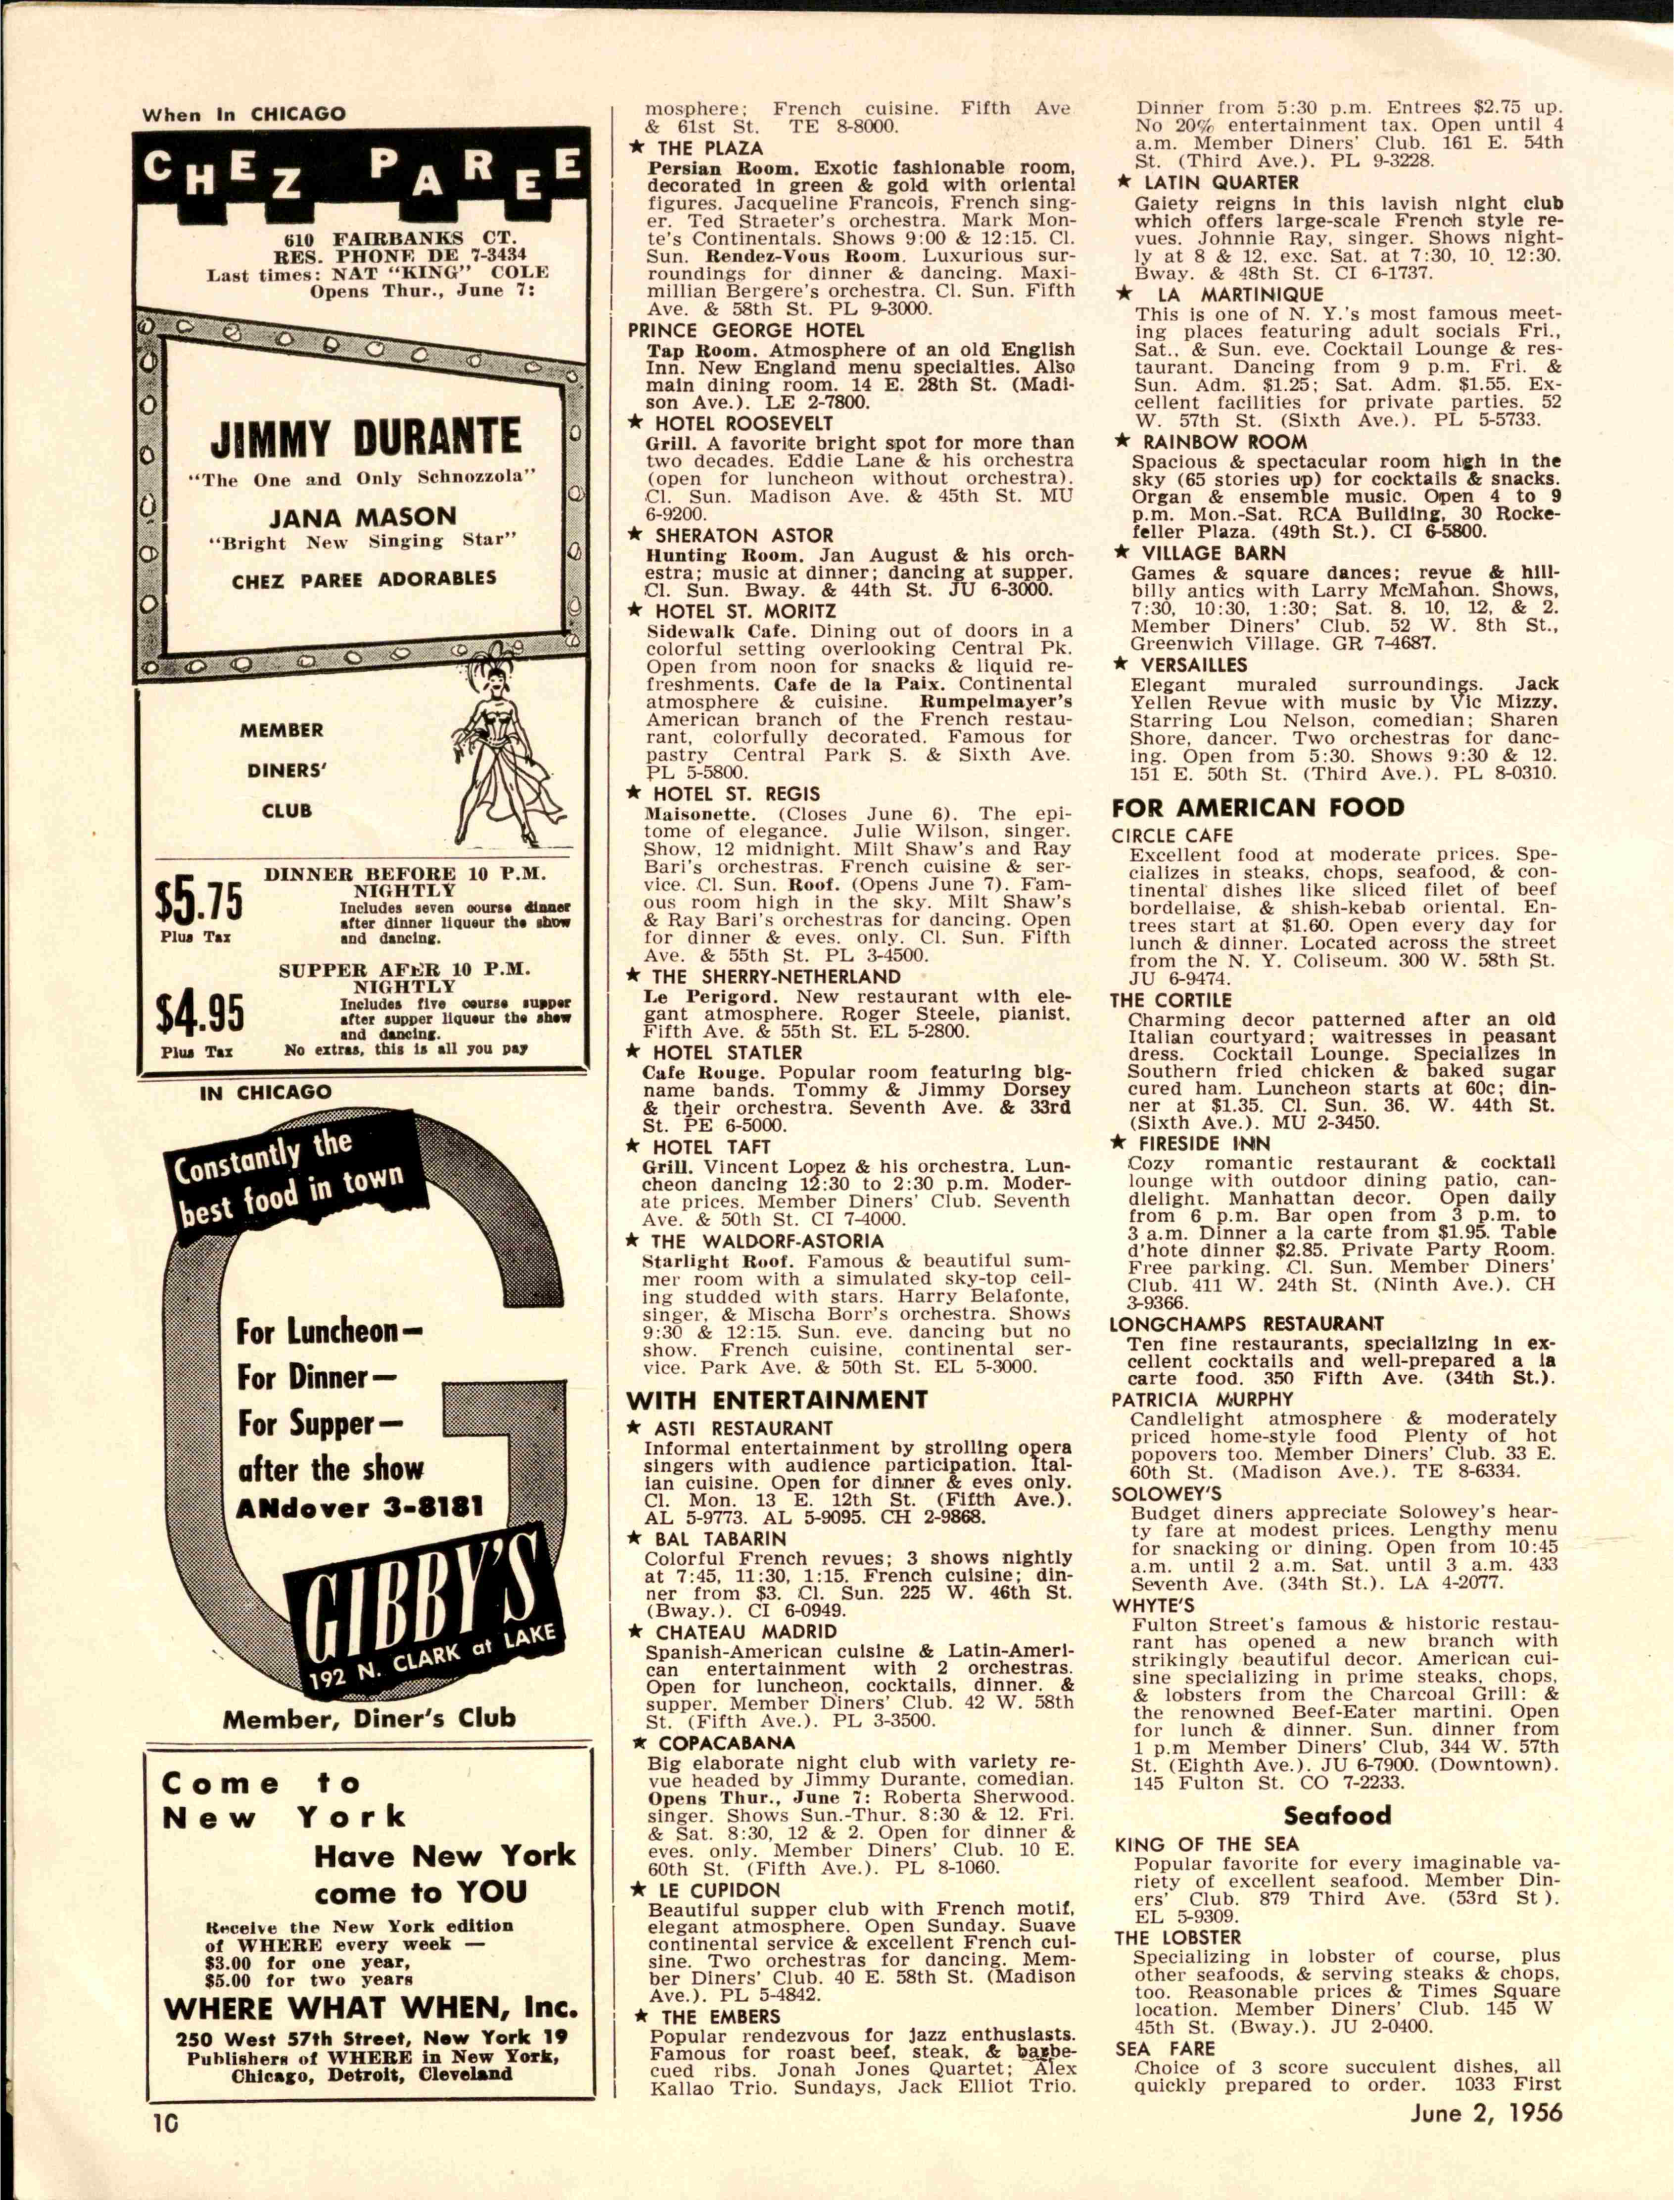 When In CHICAGO
CHEZ PAREE
610 FAIRBANKS CT.
RES. PHONE DE 7-3434
Last times: NAT "KING" COLE
Opens Thur., June 7:
JIMMY DURANTE
"The One and Only Schnozzola"
JANA MASON
"Bright New Singing Star"
CHEZ PAREE ADORABLES
MEMBER
DINERS'
CLUB
$5.75
Plus Tax
DINNER BEFORE 10 P.M.
NIGHTLY
Includes seven course dinner
after dinner liqueur the show
and dancing.
SUPPER AFER 10 P.M.
NIGHTLY
$4.95
Plus Tax
Includes five course supper
after supper liqueur the show
and dancing.
No extras, this is all you pay
IN CHICAGO
Constantly the
best food in town
For Luncheon—
For Dinner—
For Supper—
after the show
ANdover 3-8181
GIBBY'S
192 N. CLARK at LAKE
Member, Diner's Club
Come to
New York
Have New York
come to YOU
Receive the New York edition
of WHERE every week —
$3.00 for one year,
$5.00 for two years
WHERE WHAT WHEN, Inc.
250 West 57th Street, New York 19
Publishers of WHERE in New York,
Chicago, Detroit, Cleveland
10
mosphere; French cuisine. Fifth Ave
& 61st St. TE 8-8000.
★ THE PLAZA
Persian Room. Exotic fashionable room,
decorated in green & gold with oriental
figures. Jacqueline Francois, French sing-
er. Ted Straeter's orchestra. Mark Mon-
te's Continentals. Shows 9:00 & 12:15. Cl.
Sun. Rendez-Vous Room. Luxurious sur-
roundings for dinner & dancing. Maxi-
millian Bergere's orchestra. Cl. Sun. Fifth
Ave. & 58th St. PL 9-3000.
PRINCE GEORGE HOTEL
Tap Room. Atmosphere of an old English
Inn. New England menu specialties. Also
main dining room. 14 E. 28th St. (Madi-
son Ave.). LE 2-7800.
★ HOTEL ROOSEVELT
Grill. A favorite bright spot for more than
two decades. Eddie Lane & his orchestra
(open for luncheon without orchestra).
Cl. Sun. Madison Ave. & 45th St. MU
6-9200.
★ SHERATON ASTOR
Hunting Room. Jan August & his orch-
estra; music at dinner; dancing at supper.
Cl. Sun. Bway. & 44th St. JU 6-3000.
★ HOTEL ST. MORITZ
Sidewalk Cafe. Dining out of doors in a
colorful setting overlooking Central Pk.
Open from noon for snacks & liquid re-
freshments. Cafe de la Paix. Continental
atmosphere & cuisine. Rumpelmayer's
American branch of the French restau-
rant, colorfully decorated. Famous for
pastry Central Park S. & Sixth Ave.
PL 5-5800.
★ HOTEL ST. REGIS
Maisonette. (Closes June 6). The epi-
tome of elegance. Julie Wilson, singer.
Show, 12 midnight. Milt Shaw's and Ray
Bari's orchestras. French cuisine & ser-
vice. Cl. Sun. Roof. (Opens June 7). Fam-
ous room high in the sky. Milt Shaw's
& Ray Bari's orchestras for dancing. Open
for dinner & eves. only. Cl. Sun. Fifth
Ave. & 55th St. PL 3-4500.
★ THE SHERRY-NETHERLAND
Le Perigord. New restaurant with ele-
gant atmosphere. Roger Steele, pianist.
Fifth Ave. & 55th St. EL 5-2800.
★ HOTEL STATLER
Cafe Rouge. Popular room featuring big-
name bands. Tommy & Jimmy Dorsey
& their orchestra. Seventh Ave. & 33rd
St. PE 6-5000.
★ HOTEL TAFT
Grill. Vincent Lopez & his orchestra. Lun-
cheon dancing 12:30 to 2:30 p.m. Moder-
ate prices. Member Diners' Club. Seventh
Ave. & 50th St. CI 7-4000.
★ THE WALDORF-ASTORIA
Starlight Roof. Famous & beautiful sum-
mer room with a simulated sky-top ceil-
ing studded with stars. Harry Belafonte,
singer, & Mischa Borr's orchestra. Shows
9:30 & 12:15. Sun. eve. dancing but no
show. French cuisine, continental ser-
vice. Park Ave. & 50th St. EL 5-3000.
WITH ENTERTAINMENT
★ ASTI RESTAURANT
Informal entertainment by strolling opera
singers with audience participation. Ital-
ian cuisine. Open for dinner & eves only.
Cl. Mon. 13 E. 12th St. (Fifth Ave.).
AL 5-9773. AL 5-9095. CH 2-9868.
★ BAL TABARIN
Colorful French revues; 3 shows nightly
at 7:45, 11:30, 1:15. French cuisine; din-
ner from $3. Cl. Sun. 225 W. 46th St.
(Bway.). CI 6-0949.
★ CHATEAU MADRID
Spanish-American cuisine & Latin-Ameri-
can entertainment with 2 orchestras.
Open for luncheon, cocktails, dinner. &
supper. Member Diners' Club. 42 W. 58th
St. (Fifth Ave.). PL 3-3500.
★ COPACABANA
Big elaborate night club with variety re-
vue headed by Jimmy Durante, comedian.
Opens Thur., June 7: Roberta Sherwood.
singer. Shows Sun.-Thur. 8:30 & 12. Fri.
& Sat. 8:30, 12 & 2. Open for dinner &
eves. only. Member Diners' Club. 10 E.
60th St. (Fifth Ave.). PL 8-1060.
★ LE CUPIDON
Beautiful supper club with French motif,
elegant atmosphere. Open Sunday. Suave
continental service & excellent French cui-
sine. Two orchestras for dancing. Mem-
ber Diners' Club. 40 E. 58th St. (Madison
Ave.). PL 5-4842.
★ THE EMBERS
Popular rendezvous for jazz enthusiasts.
Famous for roast beef, steak, & barbe-
cued ribs. Jonah Jones Quartet; Alex
Kallao Trio. Sundays, Jack Elliot Trio.
Dinner from 5:30 p.m. Entrees $2.75 up.
No 20% entertainment tax. Open until 4
a.m. Member Diners' Club. 161 E. 54th
St. (Third Ave.). PL 9-3228.
★ LATIN QUARTER
Gaiety reigns in this lavish night club
which offers large-scale French style re-
vues. Johnnie Ray, singer. Shows night-
ly at 8 & 12. exc. Sat. at 7:30, 10, 12:30.
Bway. & 48th St. CI 6-1737.
★ LA MARTINIQUE
This is one of N. Y.'s most famous meet-
ing places featuring adult socials Fri.,
Sat., & Sun. eve. Cocktail Lounge & res-
taurant. Dancing from 9 p.m. Fri. &
Sun. Adm. $1.25; Sat. Adm. $1.55. Ex-
cellent facilities for private parties. 52
W. 57th St. (Sixth Ave.). PL 5-5733.
★ RAINBOW ROOM
Spacious & spectacular room high in the
sky (65 stories up) for cocktails & snacks.
Organ & ensemble music. Open 4 to 9
p.m. Mon.-Sat. RCA Building, 30 Rocke-
feller Plaza. (49th St.). CI 6-5800.
★ VILLAGE BARN
Games & square dances; revue & hill-
billy antics with Larry McMahon. Shows,
7:30, 10:30, 1:30; Sat. 8. 10, 12, & 2.
Member Diners' Club. 52 W. 8th St.,
Greenwich Village. GR 7-4687.
★ VERSAILLES
Elegant muraled surroundings. Jack
Yellen Revue with music by Vic Mizzy.
Starring Lou Nelson, comedian; Sharen
Shore, dancer. Two orchestras for danc-
ing. Open from 5:30. Shows 9:30 & 12.
151 E. 50th St. (Third Ave.). PL 8-0310.
FOR AMERICAN FOOD
CIRCLE CAFE
Excellent food at moderate prices. Spe-
cializes in steaks, chops, seafood, & con-
tinental dishes like sliced filet of beef
bordellaise, & shish-kebab oriental. En-
trees start at $1.60. Open every day for
lunch & dinner. Located across the street
from the N. Y. Coliseum. 300 W. 58th St.
JU 6-9474.
THE CORTILE
Charming decor patterned after an old
Italian courtyard; waitresses in peasant
dress. Cocktail Lounge. Specializes in
Southern fried chicken & baked sugar
cured ham. Luncheon starts at 60c; din-
ner at $1.35. Cl. Sun. 36. W. 44th St.
(Sixth Ave.). MU 2-3450.
★ FIRESIDE INN
Cozy romantic restaurant & cocktail
lounge with outdoor dining patio, can-
dlelight. Manhattan decor. Open daily
from 6 p.m. Bar open from 3 p.m. to
3 a.m. Dinner a la carte from $1.95. Table
d'hote dinner $2.85. Private Party Room.
Free parking. Cl. Sun. Member Diners'
Club. 411 W. 24th St. (Ninth Ave.). CH
3-9366.
LONGCHAMPS RESTAURANT
Ten fine restaurants, specializing in ex-
cellent cocktails and well-prepared a la
carte food. 350 Fifth Ave. (34th St.).
PATRICIA MURPHY
Candlelight atmosphere & moderately
priced home-style food Plenty of hot
popovers too. Member Diners' Club. 33 E.
60th St. (Madison Ave.). TE 8-6334.
SOLOWEY'S
Budget diners appreciate Solowey's hear-
ty fare at modest prices. Lengthy menu
for snacking or dining. Open from 10:45
a.m. until 2 a.m. Sat. until 3 a.m. 433
Seventh Ave. (34th St.). LA 4-2077.
WHYTE'S
Fulton Street's famous & historic restau-
rant has opened a new branch with
strikingly beautiful decor. American cui-
sine specializing in prime steaks, chops,
& lobsters from the Charcoal Grill: &
the renowned Beef-Eater martini. Open
for lunch & dinner. Sun. dinner from
1 p.m Member Diners' Club, 344 W. 57th
St. (Eighth Ave.). JU 6-7900. (Downtown).
145 Fulton St. CO 7-2233.
Seafood
KING OF THE SEA
Popular favorite for every imaginable va-
riety of excellent seafood. Member Din-
ers' Club. 879 Third Ave. (53rd St ).
EL 5-9309.
THE LOBSTER
Specializing in lobster of course, plus
other seafoods, & serving steaks & chops,
too. Reasonable prices & Times Square
location. Member Diners' Club. 145 W
45th St. (Bway.). JU 2-0400.
SEA FARE
Choice of 3 score succulent dishes, all
quickly prepared to order. 1033 First
June 2, 1956